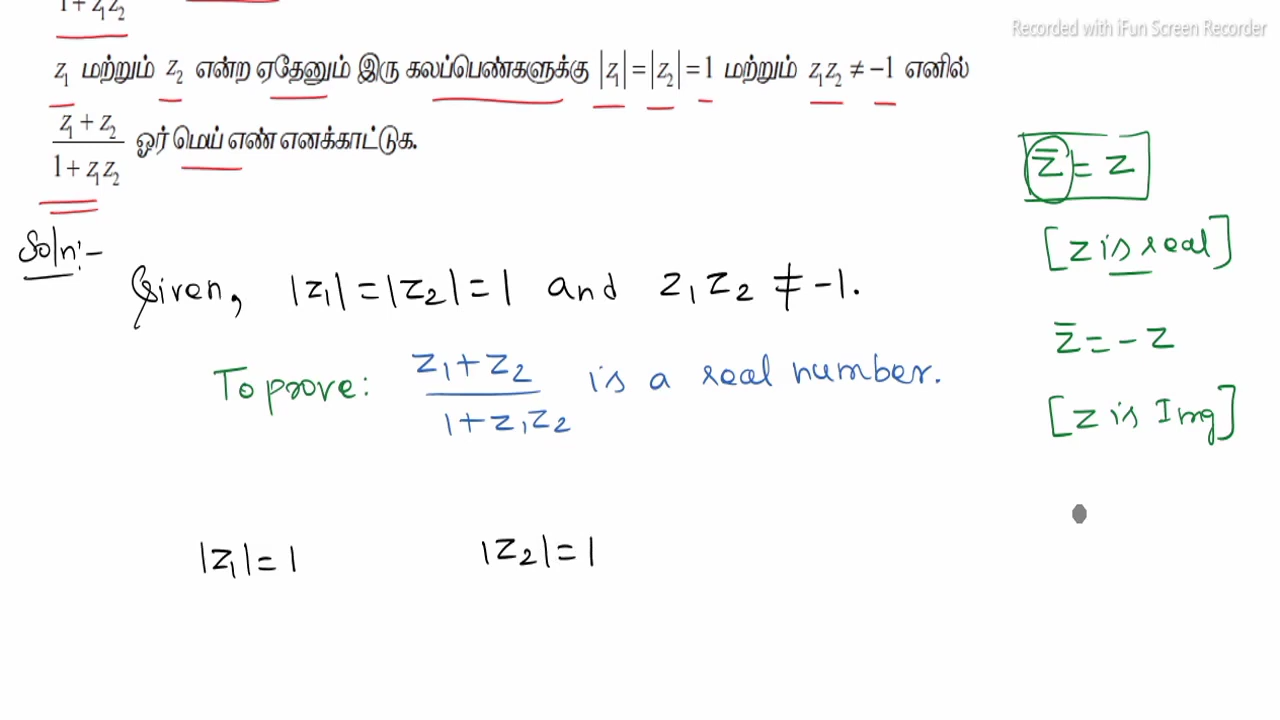 1 + z₁z₂
Recorded with iFun Screen Recorder
z₁ மற்றும் z₂ என்ற ஏதேனும் இரு கலப்பெண்களுக்கு |z₁| = |z₂| = 1 மற்றும் z₁z₂ ≠ −1 எனில்
z₁ + z₂
ஓர் மெய் எண் எனக்காட்டுக.
1 + z₁z₂
z̄ = z
Soln:-
[z is real]
Given, |z₁| = |z₂| = 1 and z₁z₂ ≠ -1.
z̄ = - z
To prove: z₁+z₂ is a real number.
1+z₁z₂
[z is Img]
|z₁| = 1 |z₂| = 1